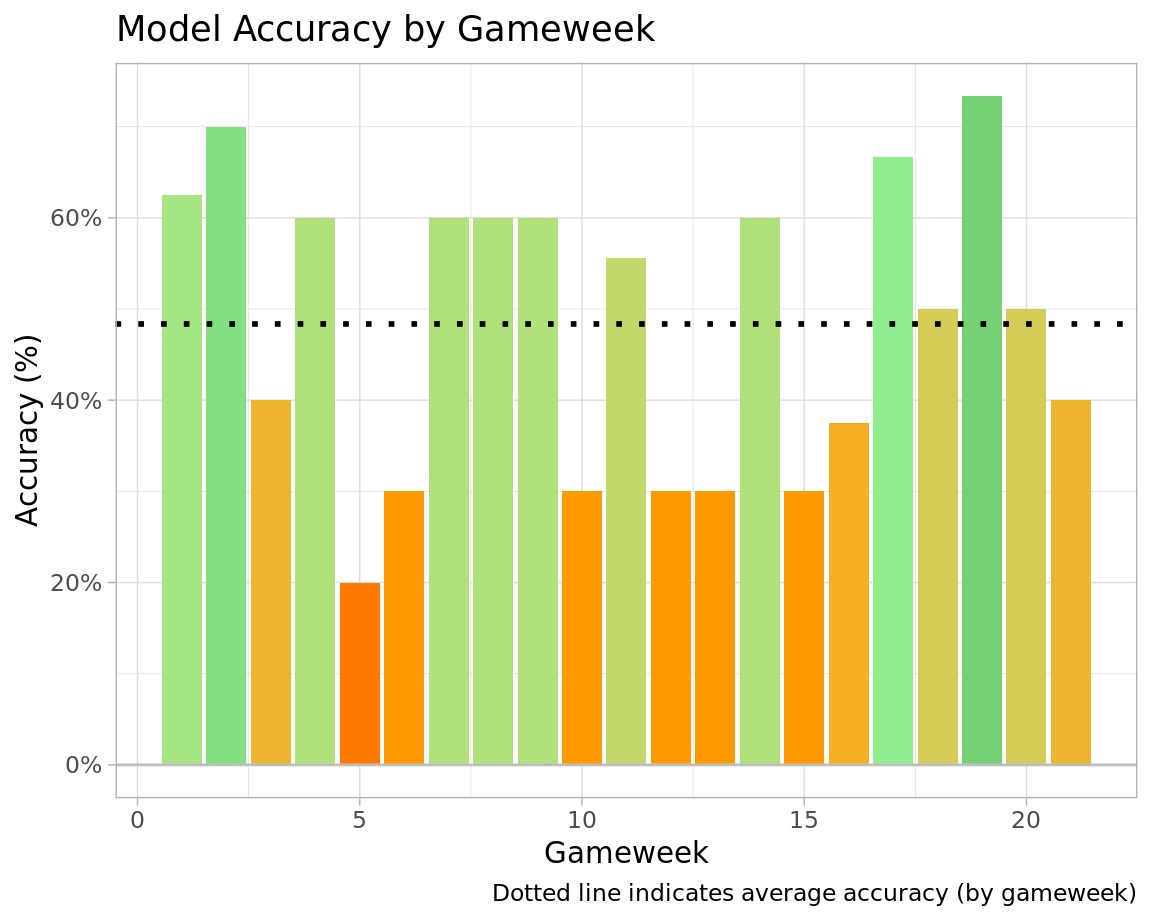 Model Accuracy by Gameweek
Accuracy (%)
60%
40%
20%
0%
0 5 10 15 20
Gameweek
Dotted line indicates average accuracy (by gameweek)